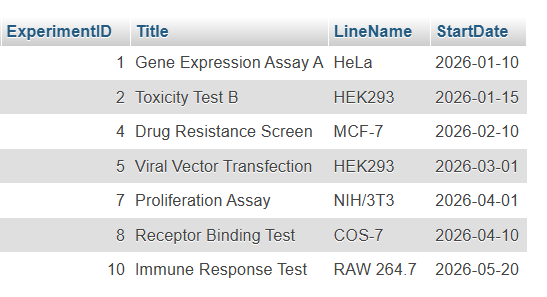 ExperimentID Title LineName StartDate
1 Gene Expression Assay A HeLa 2026-01-10
2 Toxicity Test B HEK293 2026-01-15
4 Drug Resistance Screen MCF-7 2026-02-10
5 Viral Vector Transfection HEK293 2026-03-01
7 Proliferation Assay NIH/3T3 2026-04-01
8 Receptor Binding Test COS-7 2026-04-10
10 Immune Response Test RAW 264.7 2026-05-20